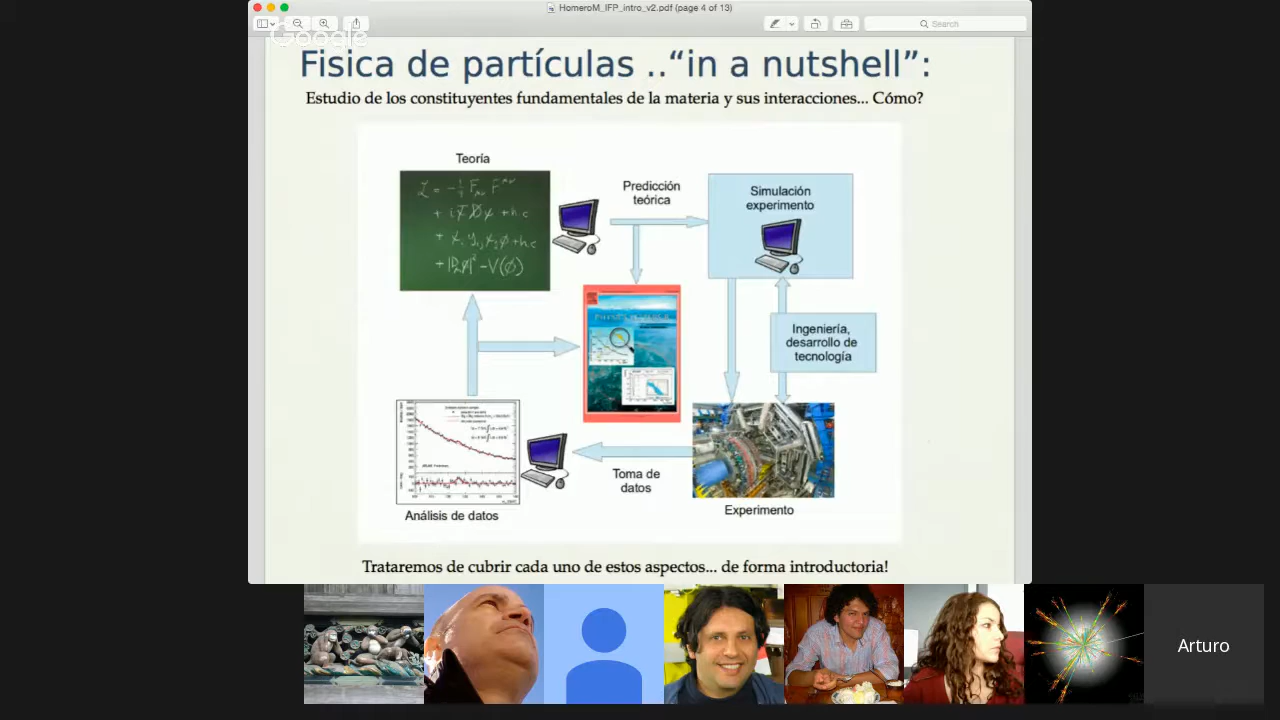 HomeroM_IFP_intro_v2.pdf (page 4 of 13)
Search
Google
Fisica de partículas ..“in a nutshell”:
Estudio de los constituyentes fundamentales de la materia y sus interacciones... Cómo?
Teoría
Predicción
teórica
Simulación
experimento
Ingeniería,
desarrollo de
tecnología
Toma de
datos
Análisis de datos
Experimento
Trataremos de cubrir cada uno de estos aspectos... de forma introductoria!
Arturo